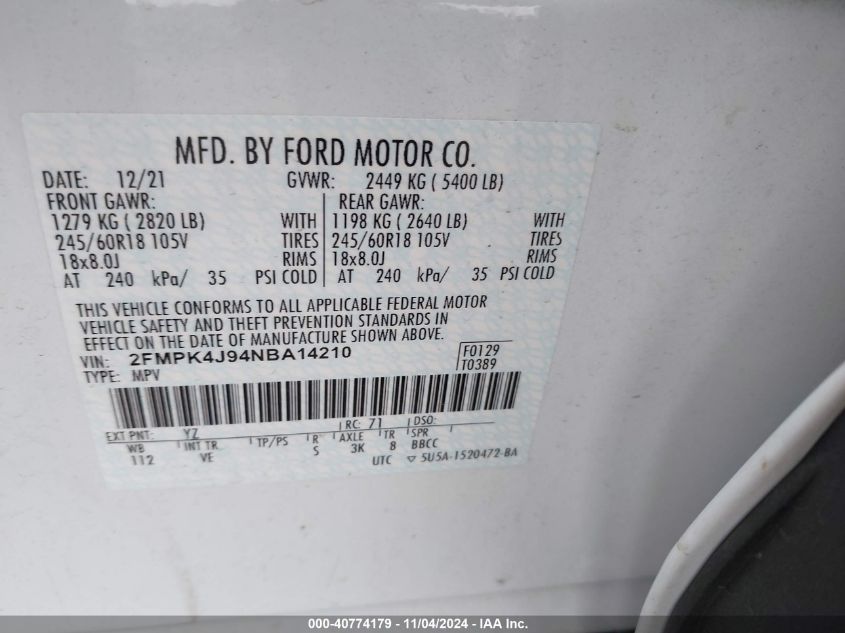 MFD. BY FORD MOTOR CO.
DATE: 12/21 GVWR: 2449 KG ( 5400 LB)
FRONT GAWR: REAR GAWR:
1279 KG ( 2820 LB) WITH 1198 KG ( 2640 LB) WITH
245/60R18 105V TIRES 245/60R18 105V TIRES
18x8.0J RIMS 18x8.0J RIMS
AT 240 kPa/ 35 PSI COLD AT 240 kPa/ 35 PSI COLD
THIS VEHICLE CONFORMS TO ALL APPLICABLE FEDERAL MOTOR
VEHICLE SAFETY AND THEFT PREVENTION STANDARDS IN
EFFECT ON THE DATE OF MANUFACTURE SHOWN ABOVE.
VIN: 2FMPK4J94NBA14210 F0129
TYPE: MPV T0389
EXT PNT: YZ RC: 71 DSO:
WB INT TR TP/PS R AXLE TR SPR
112 VE S 3K 8 BBCC
UTC ▽ 5U5A-1520472-BA
000-40774179 - 11/04/2024 - IAA Inc.